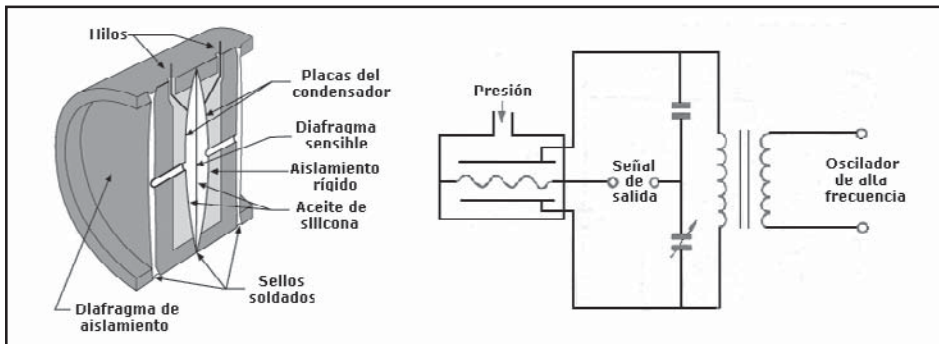 Hilos
Placas del
condensador
Diafragma
sensible
Aislamiento
rígido
Aceite de
silicona
Sellos
soldados
Diafragma de
aislamiento
Presión
Señal
de
salida
Oscilador
de alta
frecuencia